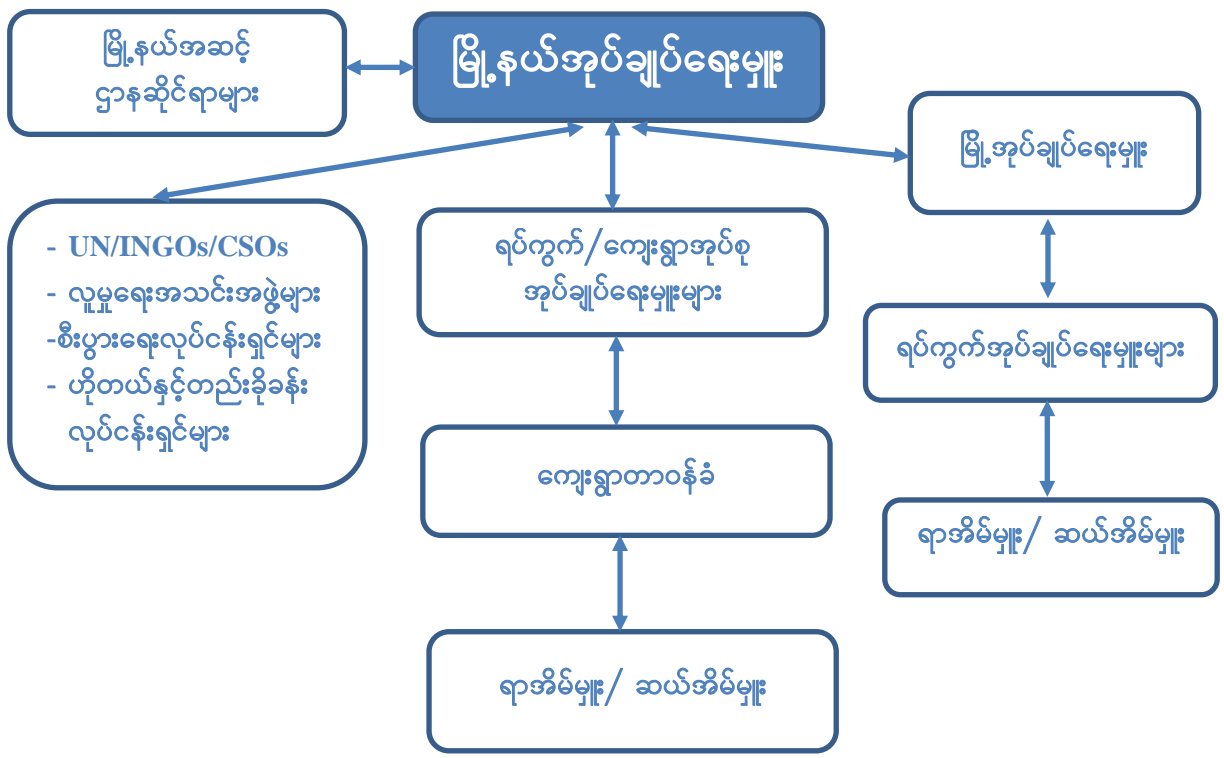 မြို့နယ်အဆင့်
ဌာနဆိုင်ရာများ
မြို့နယ်အုပ်ချုပ်ရေးမှူး
မြို့အုပ်ချုပ်ရေးမှူး
- UN/INGOs/CSOs
- လူမှုရေးအသင်းအဖွဲ့များ
-စီးပွားရေးလုပ်ငန်းရှင်များ
- ဟိုတယ်နှင့်တည်းခိုခန်း
လုပ်ငန်းရှင်များ
ရပ်ကွက်/ကျေးရွာအုပ်စု
အုပ်ချုပ်ရေးမှူးများ
ရပ်ကွက်အုပ်ချုပ်ရေးမှူးများ
ကျေးရွာတာဝန်ခံ
ရာအိမ်မှူး/ ဆယ်အိမ်မှူး
ရာအိမ်မှူး/ ဆယ်အိမ်မှူး